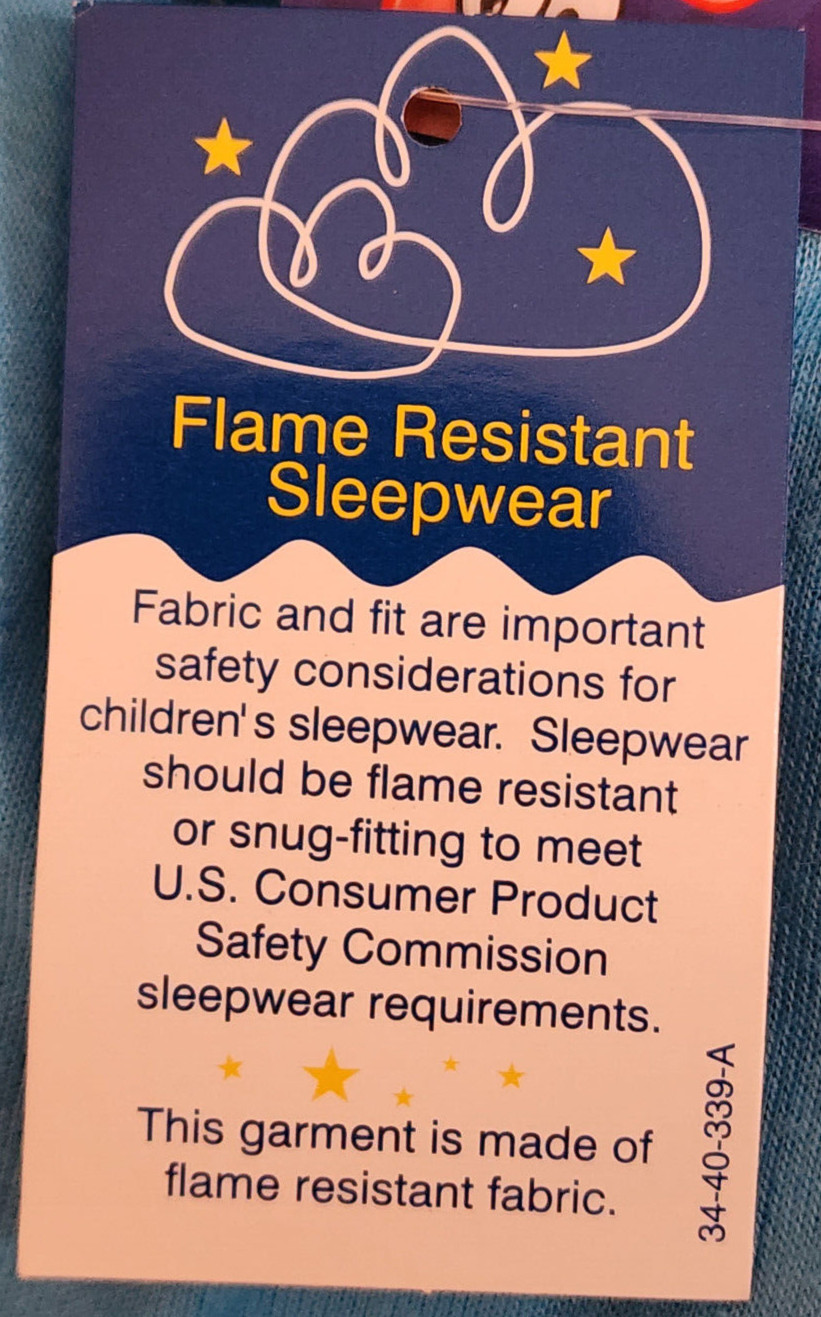 Flame Resistant
Sleepwear
Fabric and fit are important
safety considerations for
children's sleepwear. Sleepwear
should be flame resistant
or snug-fitting to meet
U.S. Consumer Product
Safety Commission
sleepwear requirements.
This garment is made of
flame resistant fabric.
34-40-339-A